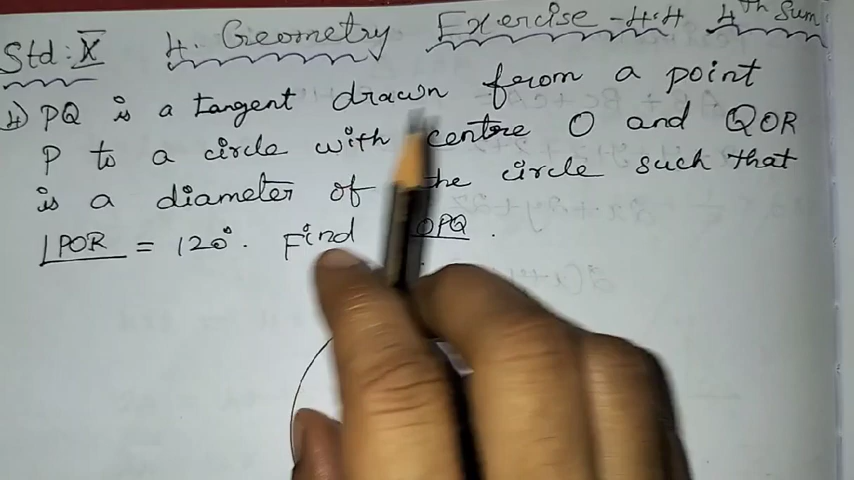 Std: X 4. Geometry Exercise - 4.4 4th Sum
4) PQ is a tangent drawn from a point
P to a circle with centre O and QOR
is a diameter of the circle such that
∠POR = 120°. Find OPQ.